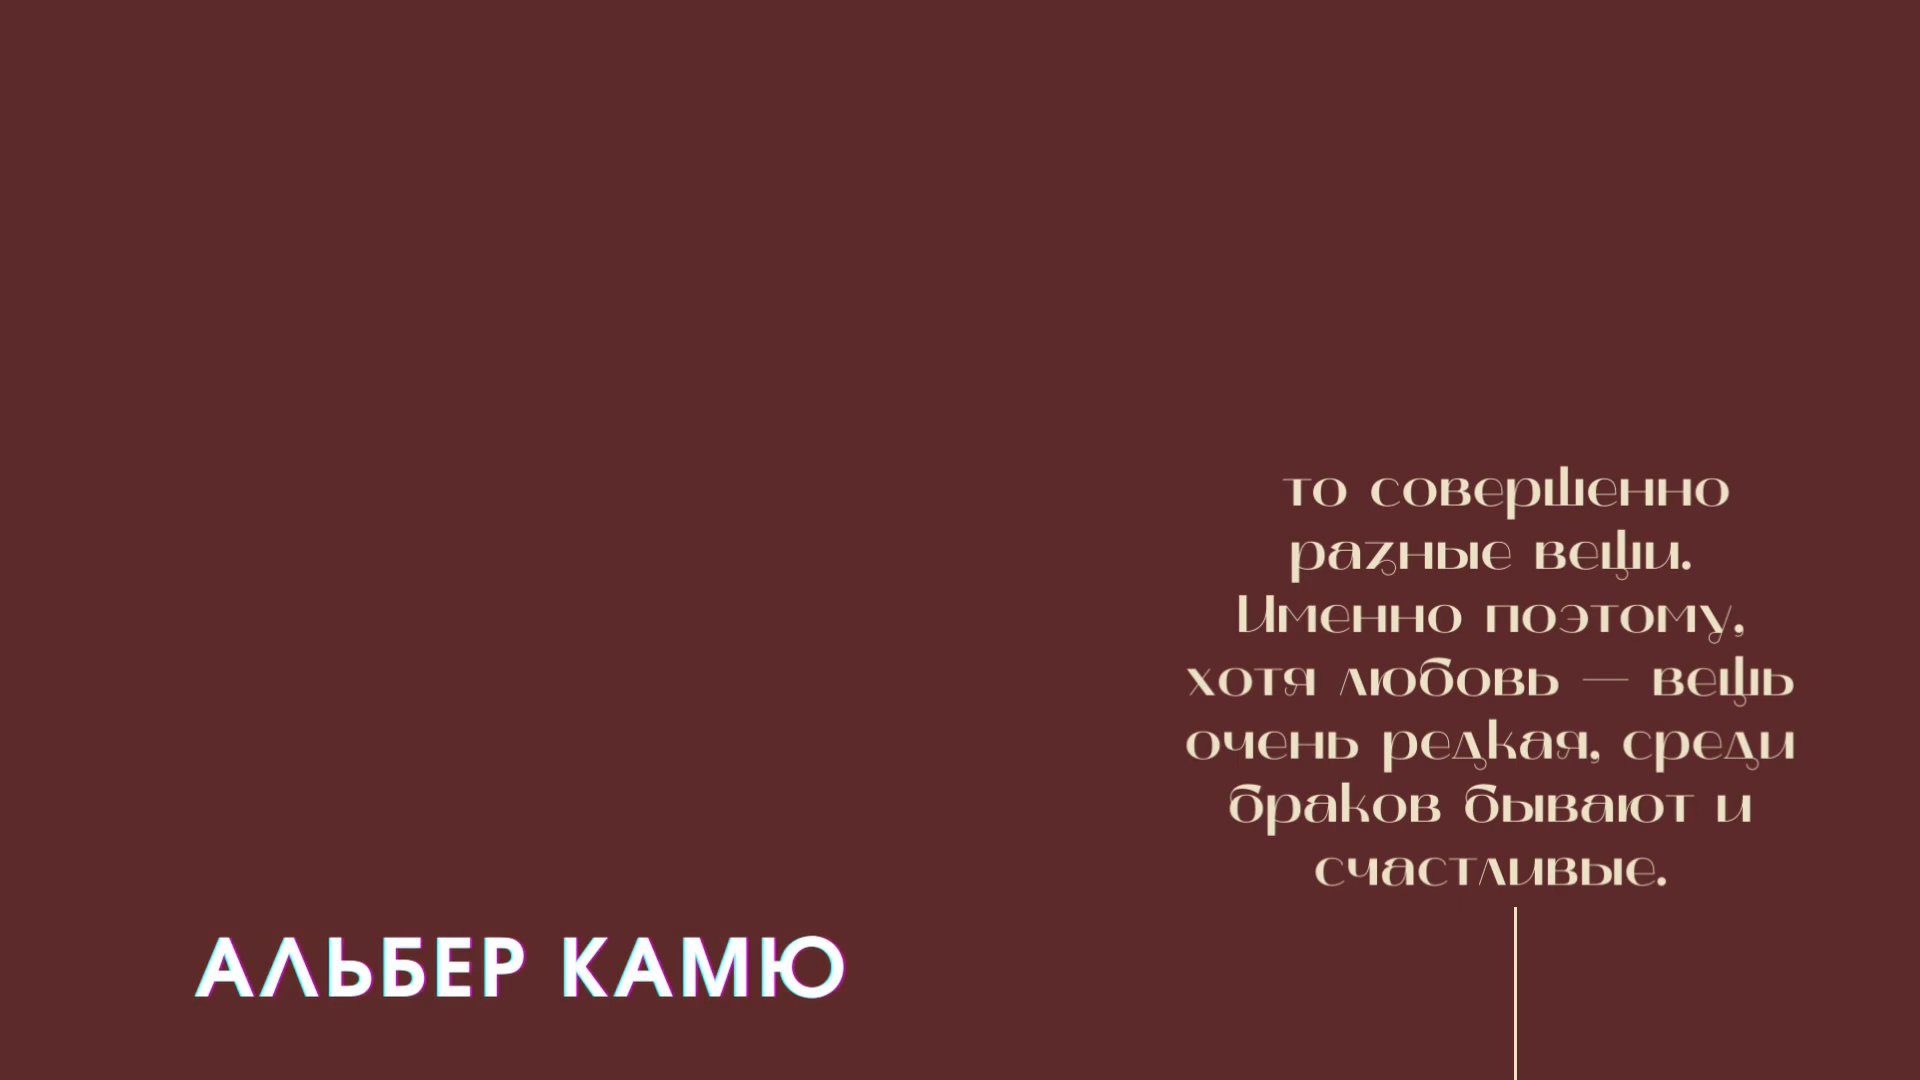 то совершенно
разные вещи.
Именно поэтому,
хотя любовь — вещь
очень редкая, среди
браков бывают и
счастливые.
АЛЬБЕР КАМЮ